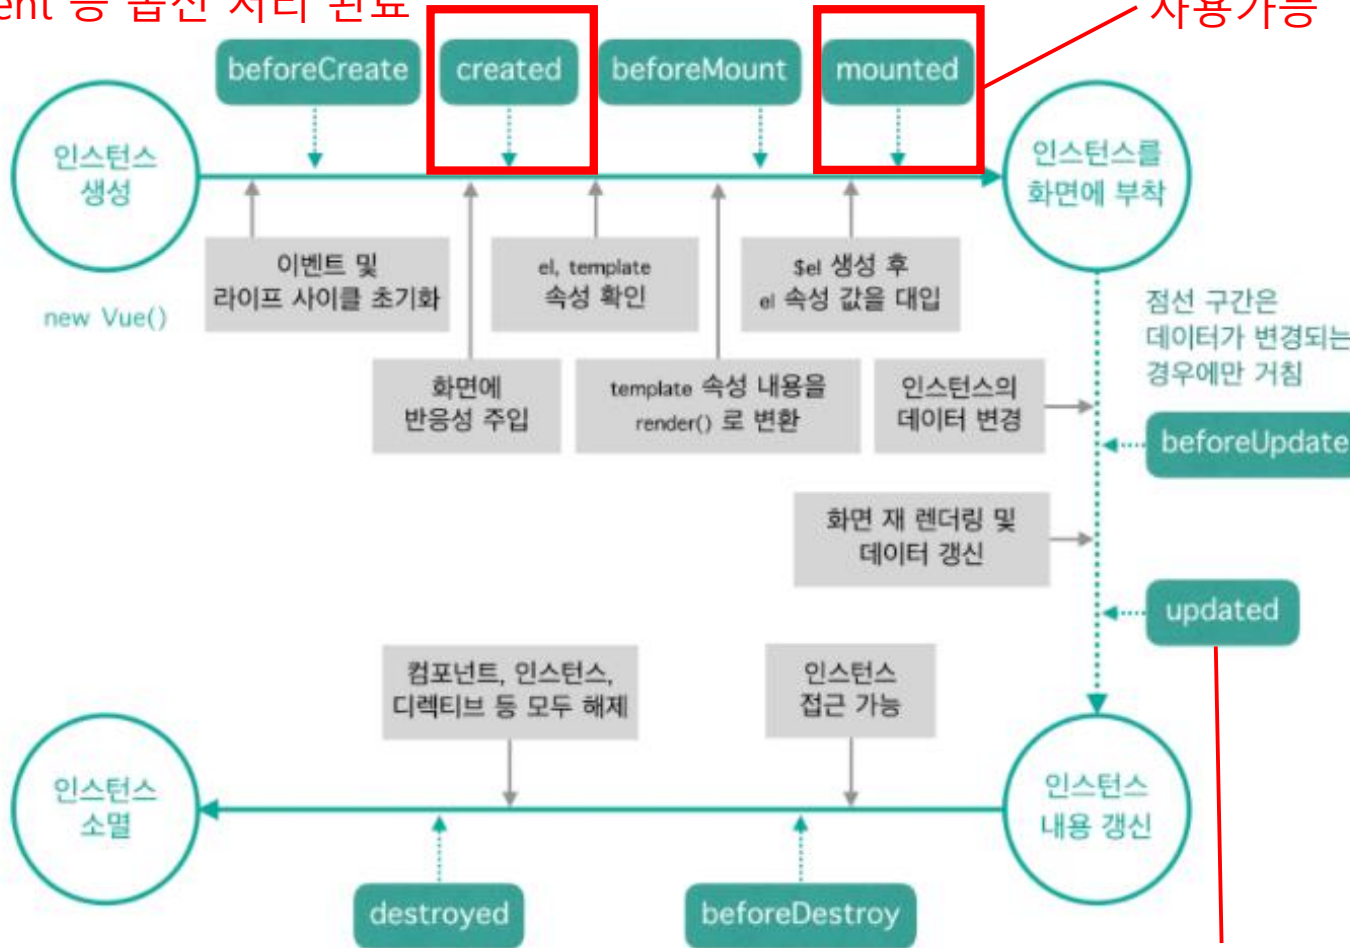 ent 등 옵션 처리 완료
사용가능
beforeCreate
created
beforeMount
mounted
인스턴스
생성
인스턴스를
화면에 부착
이벤트 및
라이프 사이클 초기화
el, template
속성 확인
$el 생성 후
el 속성 값을 대입
new Vue()
점선 구간은
데이터가 변경되는
경우에만 거침
화면에
반응성 주입
template 속성 내용을
render() 로 변환
인스턴스의
데이터 변경
beforeUpdate
화면 재 렌더링 및
데이터 갱신
updated
컴포넌트, 인스턴스,
디렉티브 등 모두 해제
인스턴스
접근 가능
인스턴스
소멸
인스턴스
내용 갱신
destroyed
beforeDestroy